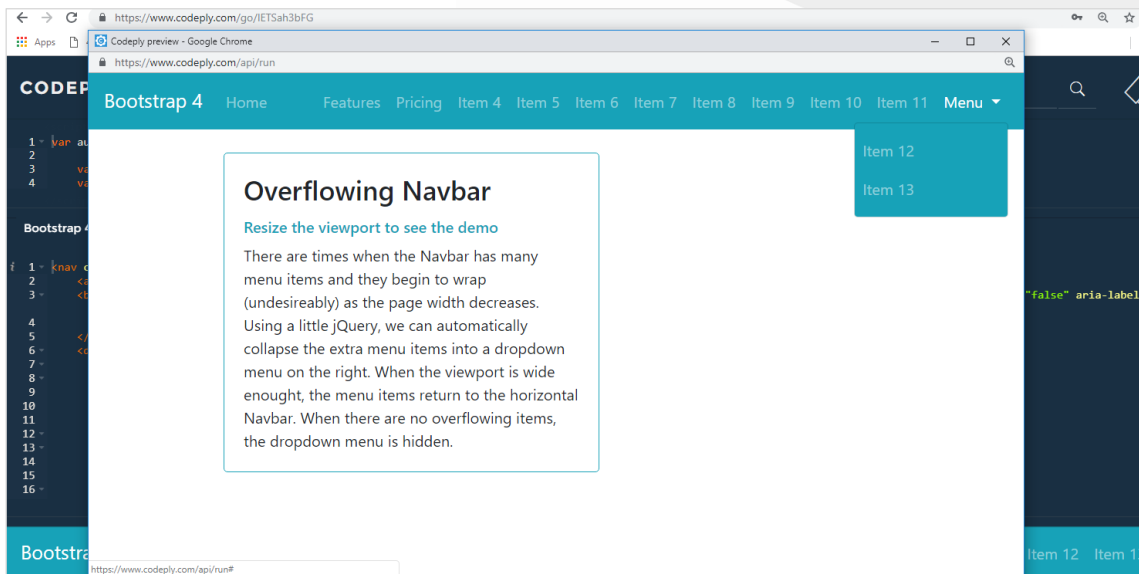 https://www.codeply.com/go/IETSah3bFG
Apps
Codeply preview - Google Chrome
https://www.codeply.com/api/run
CODEP
Bootstrap 4 Home Features Pricing Item 4 Item 5 Item 6 Item 7 Item 8 Item 9 Item 10 Item 11 Menu
Item 12
Item 13
1 var au
2
3 va
4 va
Overflowing Navbar
Resize the viewport to see the demo
There are times when the Navbar has many
menu items and they begin to wrap
(undesireably) as the page width decreases.
Using a little jQuery, we can automatically
collapse the extra menu items into a dropdown
menu on the right. When the viewport is wide
enought, the menu items return to the horizontal
Navbar. When there are no overflowing items,
the dropdown menu is hidden.
Bootstrap 4
i 1 <nav c
2 <a
3 <b "false" aria-label
4
5 </
6 <d
7
8
9
10
11
12
13
14
15
16
Bootstra Item 12 Item 1
https://www.codeply.com/api/run#